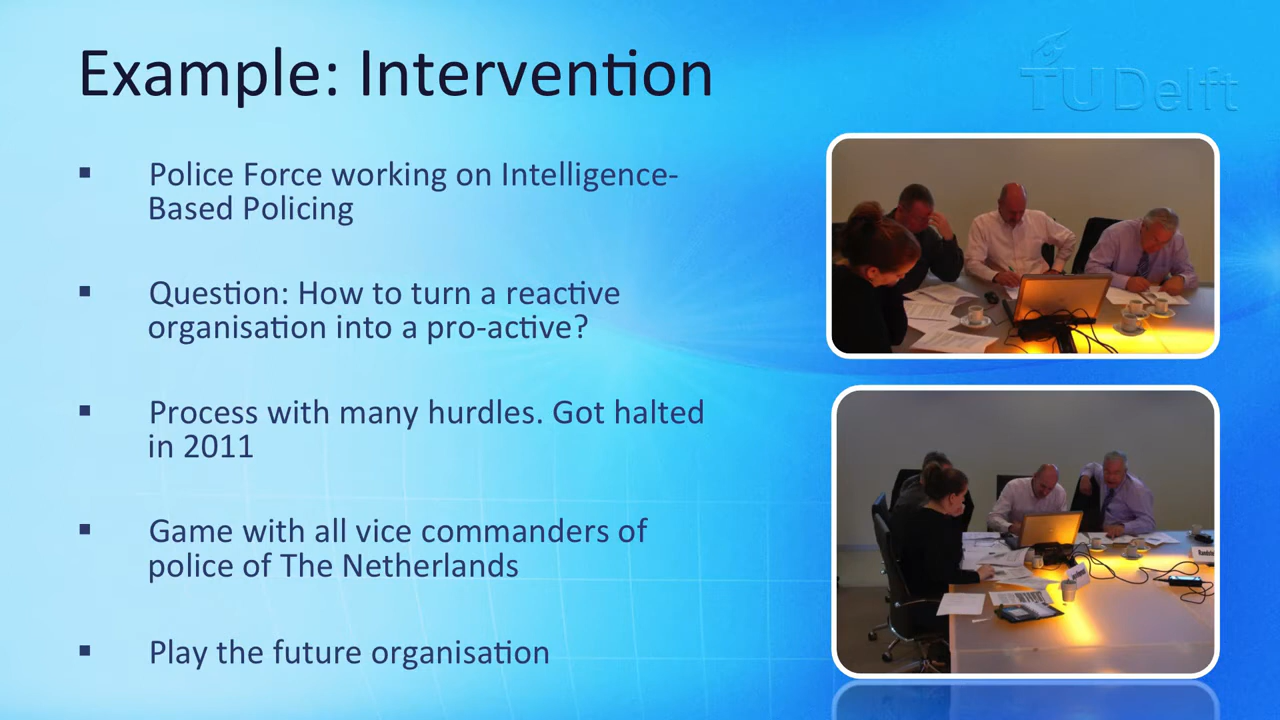 Example: Intervention
TU Delft
▪ Police Force working on Intelligence-
Based Policing
▪ Question: How to turn a reactive
organisation into a pro-active?
▪ Process with many hurdles. Got halted
in 2011
▪ Game with all vice commanders of
police of The Netherlands
▪ Play the future organisation